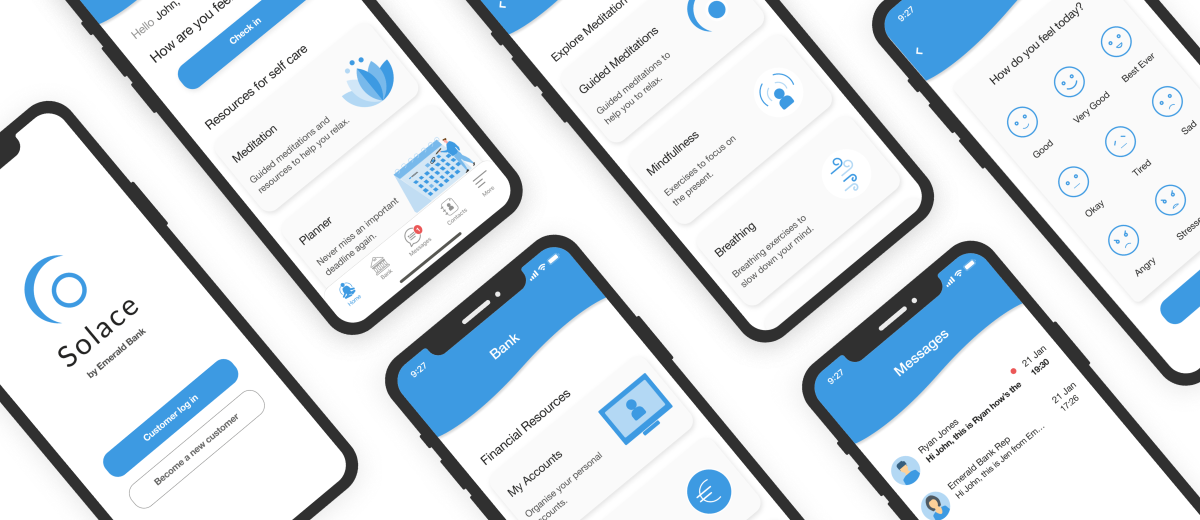 Solace
by Emerald Bank
Customer log in
Become a new customer
Hello John,
How are you feel
Check in
Resources for self care
Meditation
Guided meditations and
resources to help you relax.
Planner
Never miss an important
deadline again.
Home
Bank
1
Messages
Contacts
More
Explore Meditation
Guided Meditations
Guided meditations to
help you to relax.
Mindfullness
Exercises to focus on
the present.
Breathing
Breathing exercises to
slow down your mind.
9:27
Bank
Financial Resources
My Accounts
Organise your personal
accounts.
€
9:27
Messages
21 Jan
19:30
Ryan Jones
Hi John, this is Ryan how's the
21 Jan
17:26
Emerald Bank Rep
Hi John, this is Jen from Em...
9:27
How do you feel today?
Good
Very Good
Best Ever
Okay
Tired
Sad
Angry
Stresse